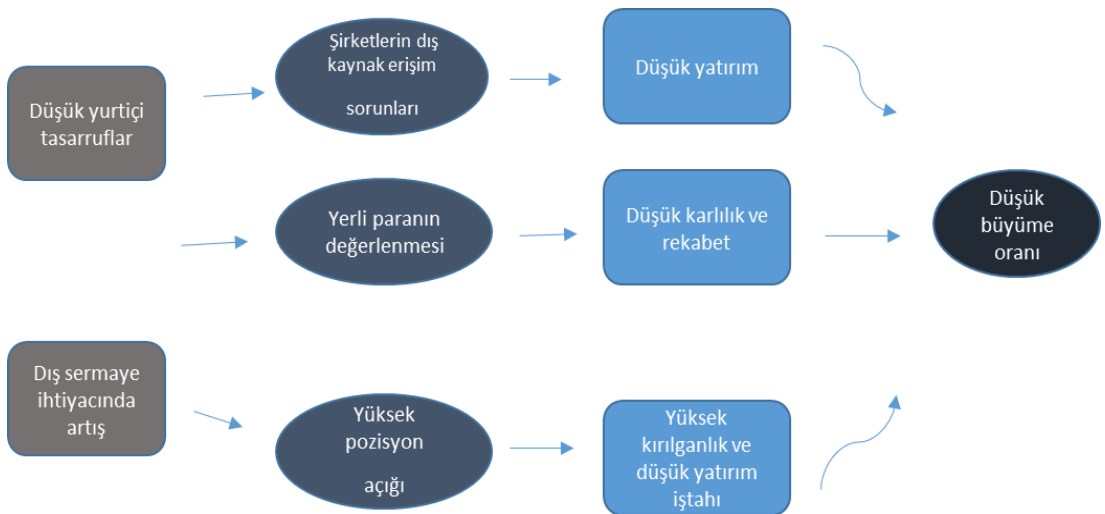 Düşük yurtiçi
tasarruflar
Şirketlerin dış
kaynak erişim
sorunları
Düşük yatırım
Yerli paranın
değerlenmesi
Düşük karlılık ve
rekabet
Düşük
büyüme
oranı
Dış sermaye
ihtiyacında
artış
Yüksek
pozisyon
açığı
Yüksek
kırılganlık ve
düşük yatırım
iştahı